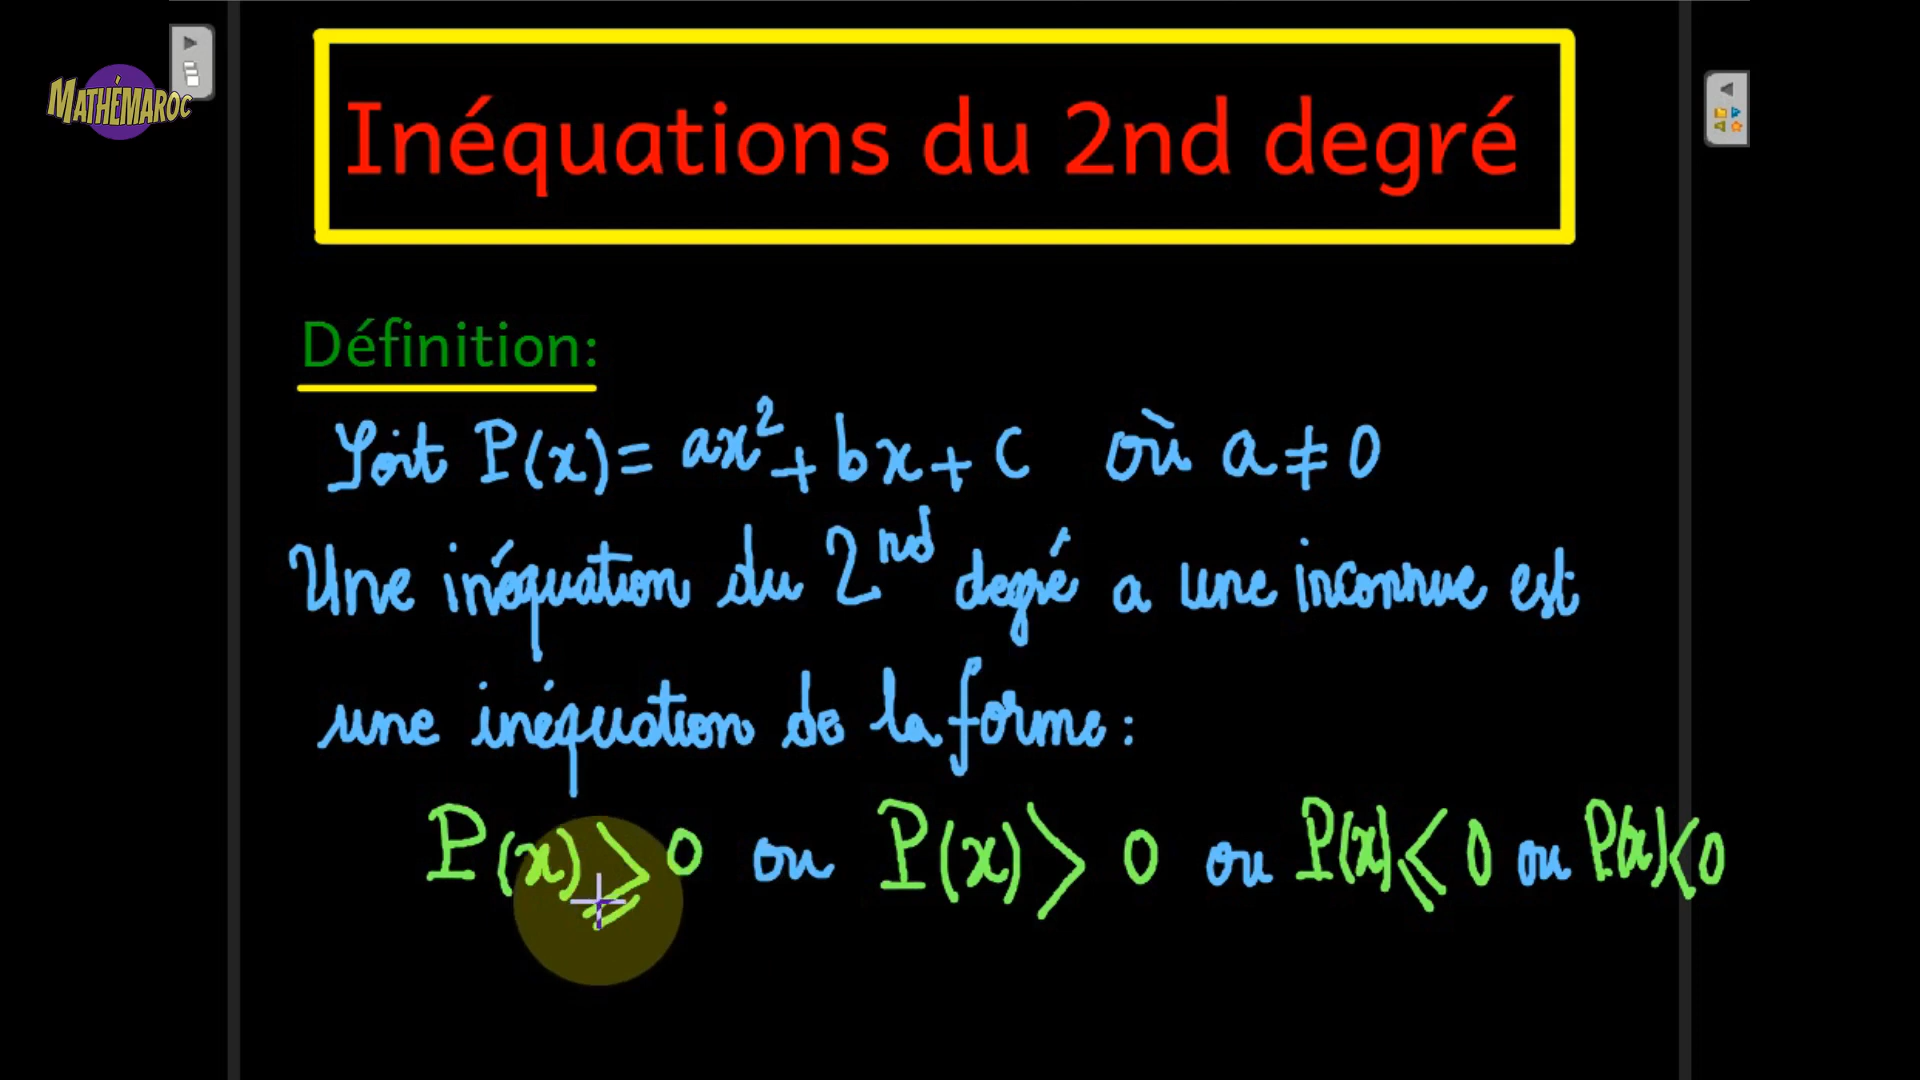 MATHÉMAROC
Inéquations du 2nd degré
Définition:
Soit P(x)= ax²+bx+c où a≠0
Une inéquation du 2nd degré a une inconnue est
une inéquation de la forme:
P(x)⩾0 ou P(x)>0 ou P(x)⩽0 ou P(x)<0